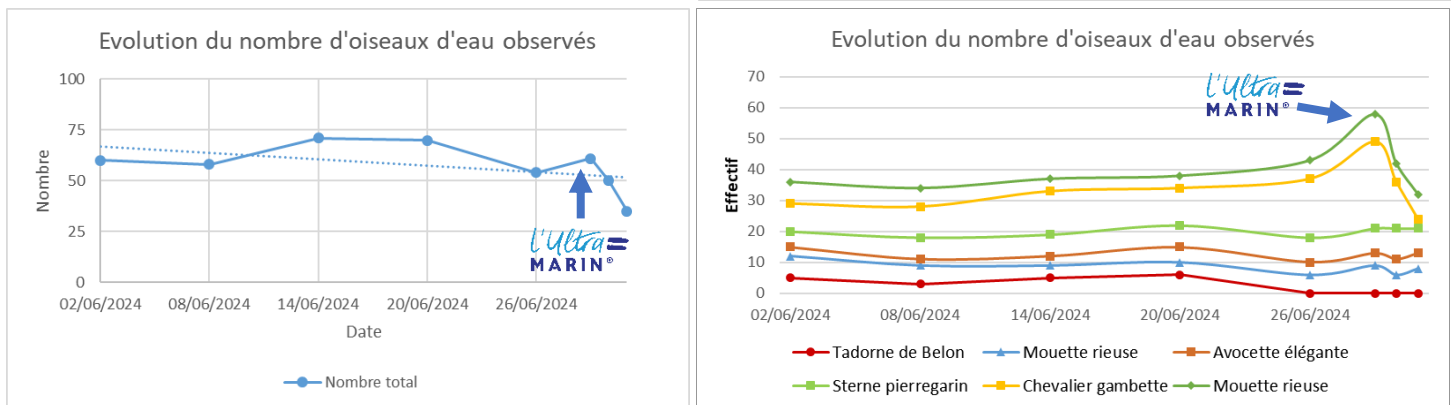 Evolution du nombre d'oiseaux d'eau observés
Nombre
100
75
50
25
0
l'Ultra
MARIN®
02/06/2024 08/06/2024 14/06/2024 20/06/2024 26/06/2024
Date
Nombre total
Evolution du nombre d'oiseaux d'eau observés
Effectif
70
60
50
40
30
20
10
0
l'Ultra
MARIN®
02/06/2024 08/06/2024 14/06/2024 20/06/2024 26/06/2024
Tadorne de Belon Mouette rieuse Avocette élégante
Sterne pierregarin Chevalier gambette Mouette rieuse